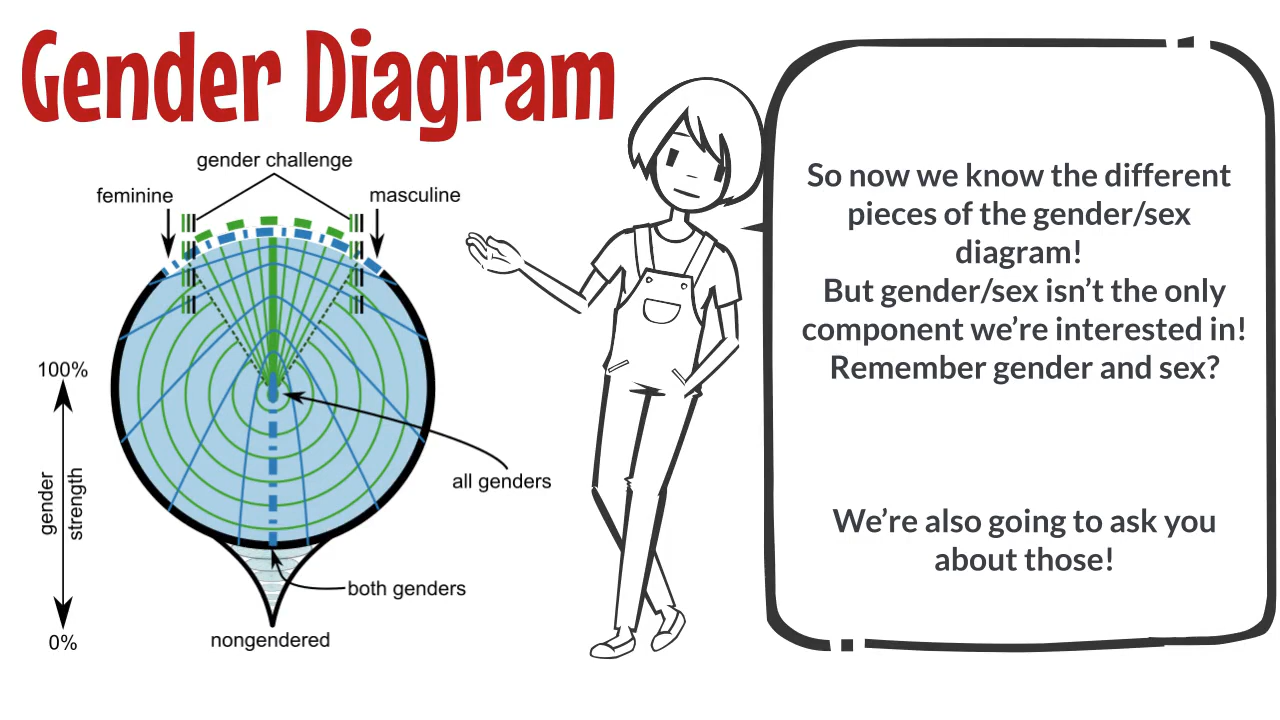 Gender Diagram
gender challenge
feminine
masculine
100%
gender
strength
all genders
both genders
nongendered
0%
So now we know the different
pieces of the gender/sex
diagram!
But gender/sex isn’t the only
component we’re interested in!
Remember gender and sex?
We’re also going to ask you
about those!